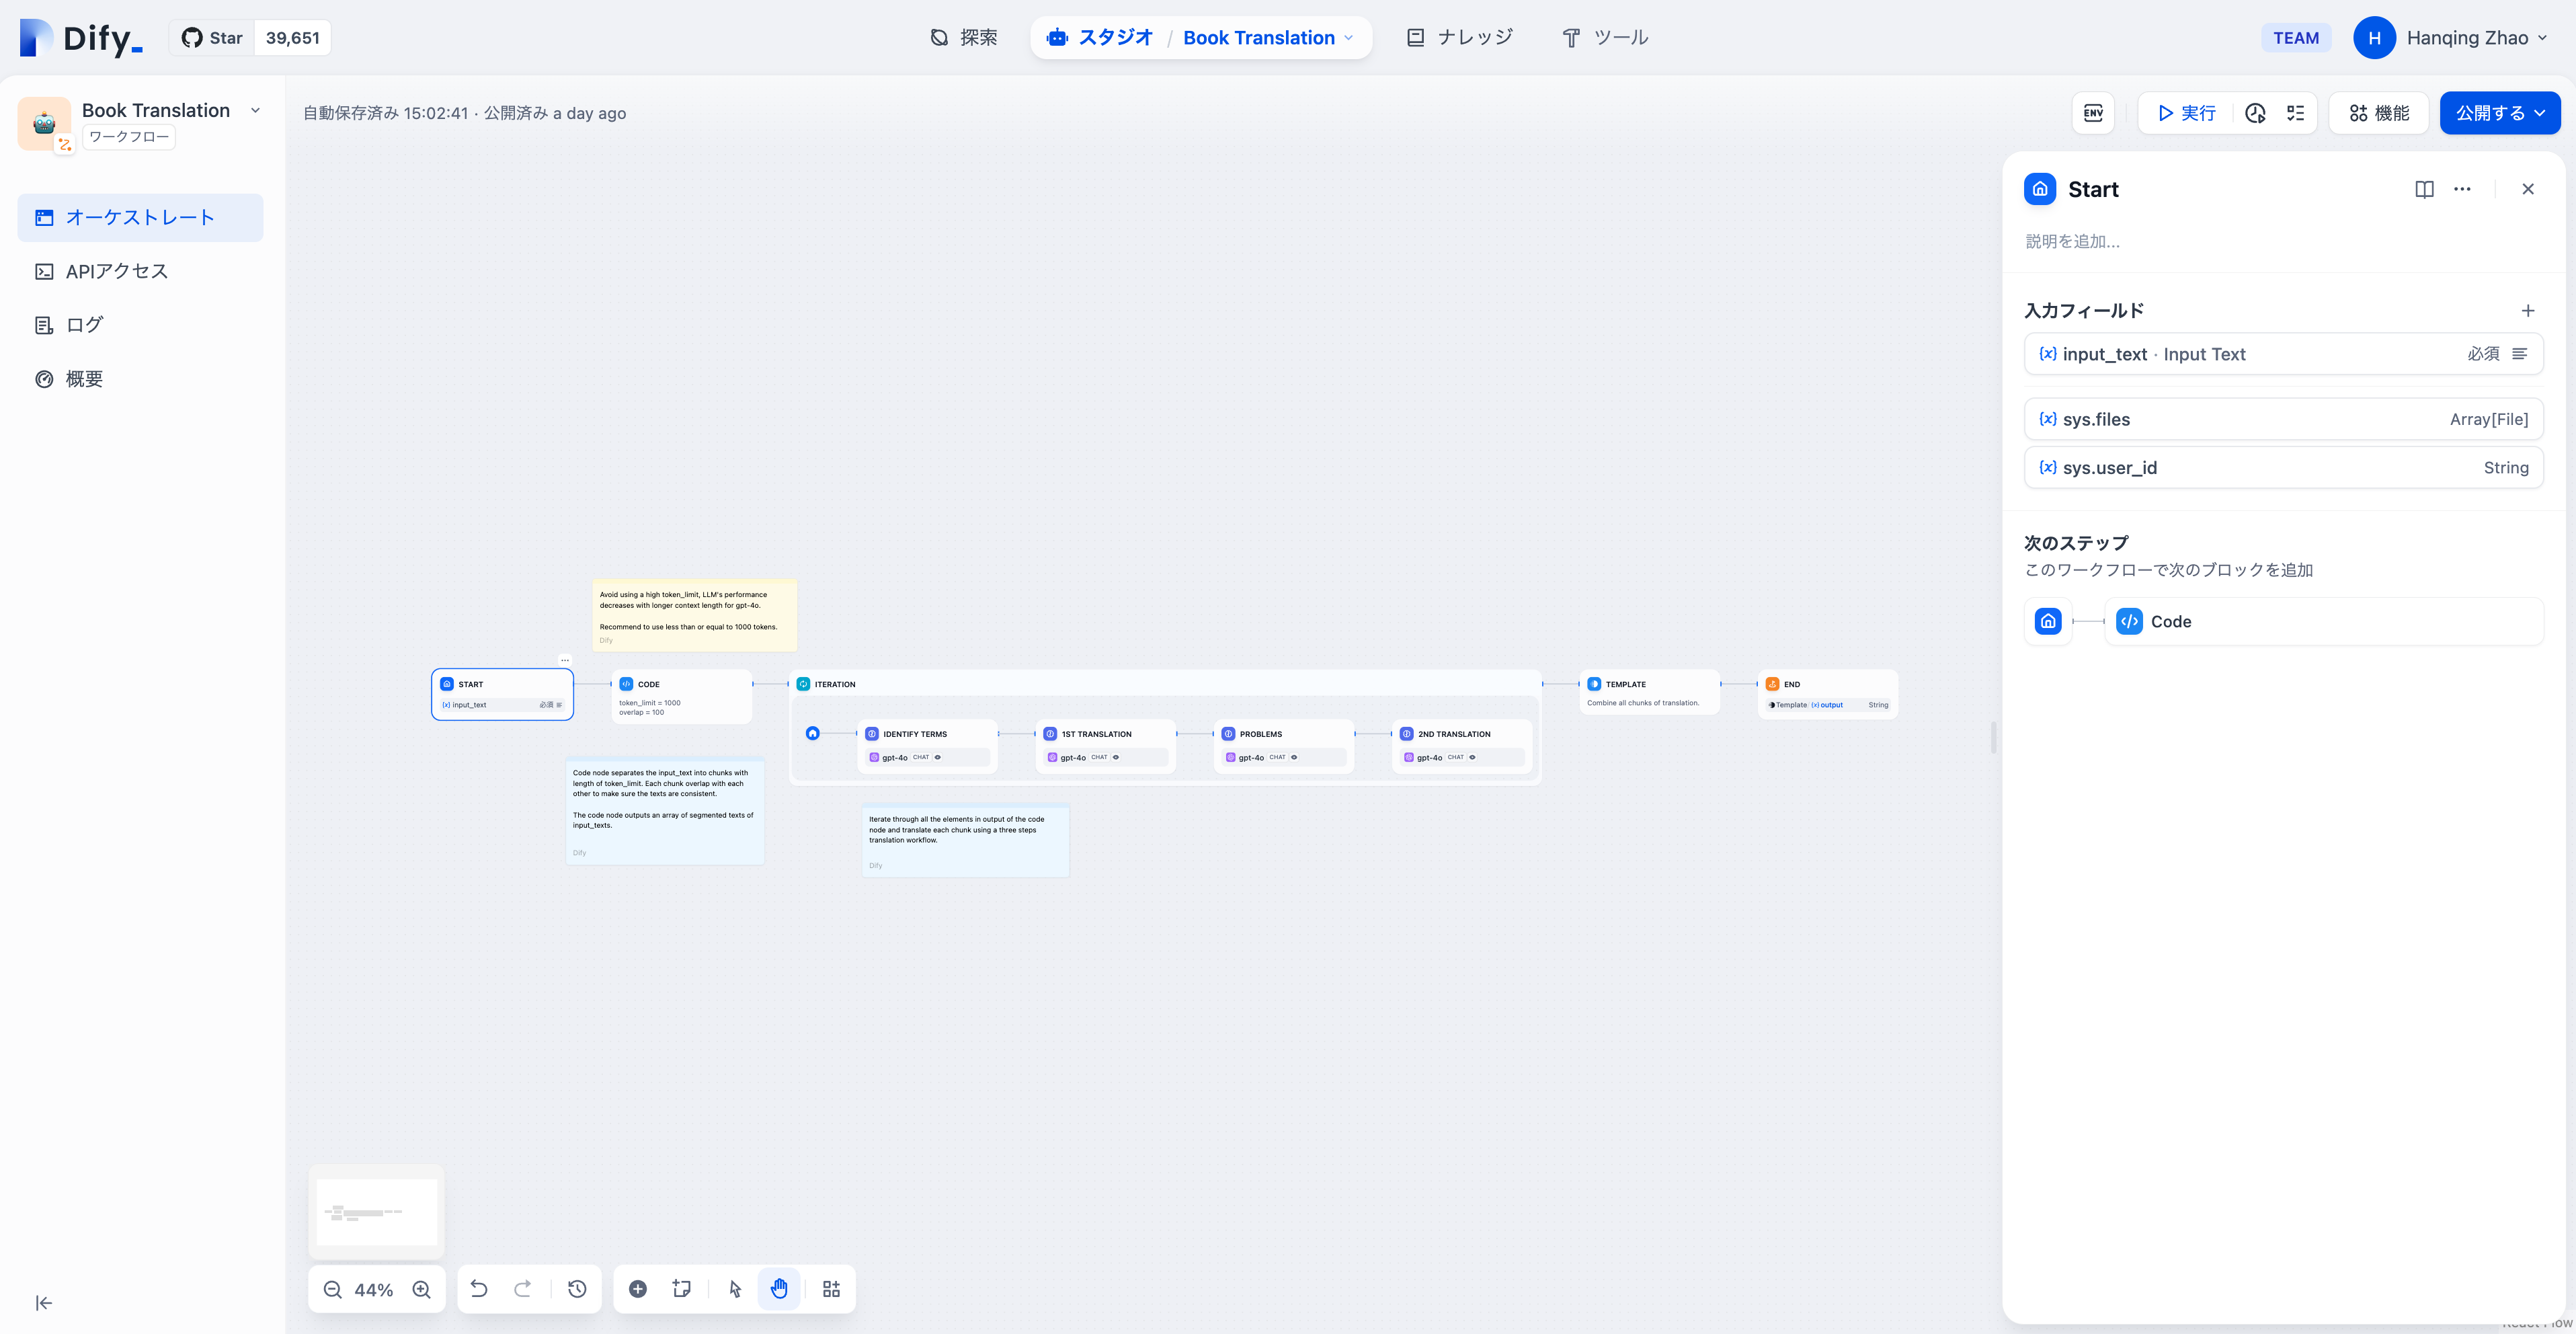 Dify_
Star 39,651
探索
スタジオ / Book Translation
ナレッジ
ツール
TEAM
H Hanqing Zhao
Book Translation
ワークフロー
オーケストレート
APIアクセス
ログ
概要
自動保存済み 15:02:41 · 公開済み a day ago
ENV
実行
機能
公開する
Avoid using a high token_limit, LLM's performance
decreases with longer context length for gpt-4o.
Recommend to use less than or equal to 1000 tokens.
Dify
START
{x} input_text 必須
CODE
token_limit = 1000
overlap = 100
ITERATION
IDENTIFY TERMS
gpt-4o CHAT
1ST TRANSLATION
gpt-4o CHAT
PROBLEMS
gpt-4o CHAT
2ND TRANSLATION
gpt-4o CHAT
TEMPLATE
Combine all chunks of translation.
END
Template {x} output String
Code node separates the input_text into chunks with
length of token_limit. Each chunk overlap with each
other to make sure the texts are consistent.
The code node outputs an array of segmented texts of
input_texts.
Dify
Iterate through all the elements in output of the code
node and translate each chunk using a three steps
translation workflow.
Dify
44%
Start
説明を追加...
入力フィールド
{x} input_text · Input Text 必須
{x} sys.files Array[File]
{x} sys.user_id String
次のステップ
このワークフローで次のブロックを追加
Code
React Flow